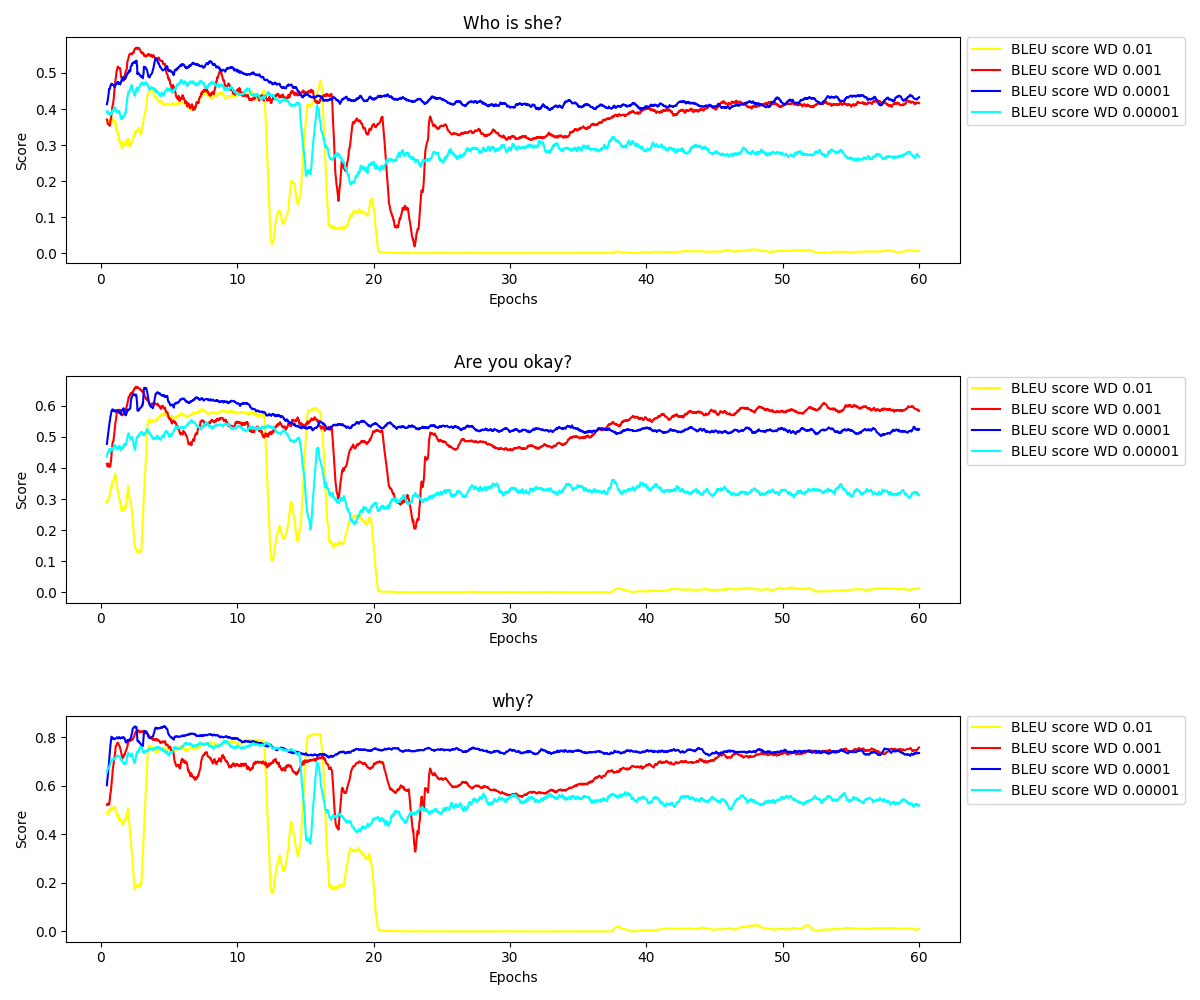 Who is she?
BLEU score WD 0.01
BLEU score WD 0.001
BLEU score WD 0.0001
BLEU score WD 0.00001
Score
0.5
0.4
0.3
0.2
0.1
0.0
0 10 20 30 40 50 60
Epochs
Are you okay?
BLEU score WD 0.01
BLEU score WD 0.001
BLEU score WD 0.0001
BLEU score WD 0.00001
Score
0.6
0.5
0.4
0.3
0.2
0.1
0.0
0 10 20 30 40 50 60
Epochs
why?
BLEU score WD 0.01
BLEU score WD 0.001
BLEU score WD 0.0001
BLEU score WD 0.00001
Score
0.8
0.6
0.4
0.2
0.0
0 10 20 30 40 50 60
Epochs